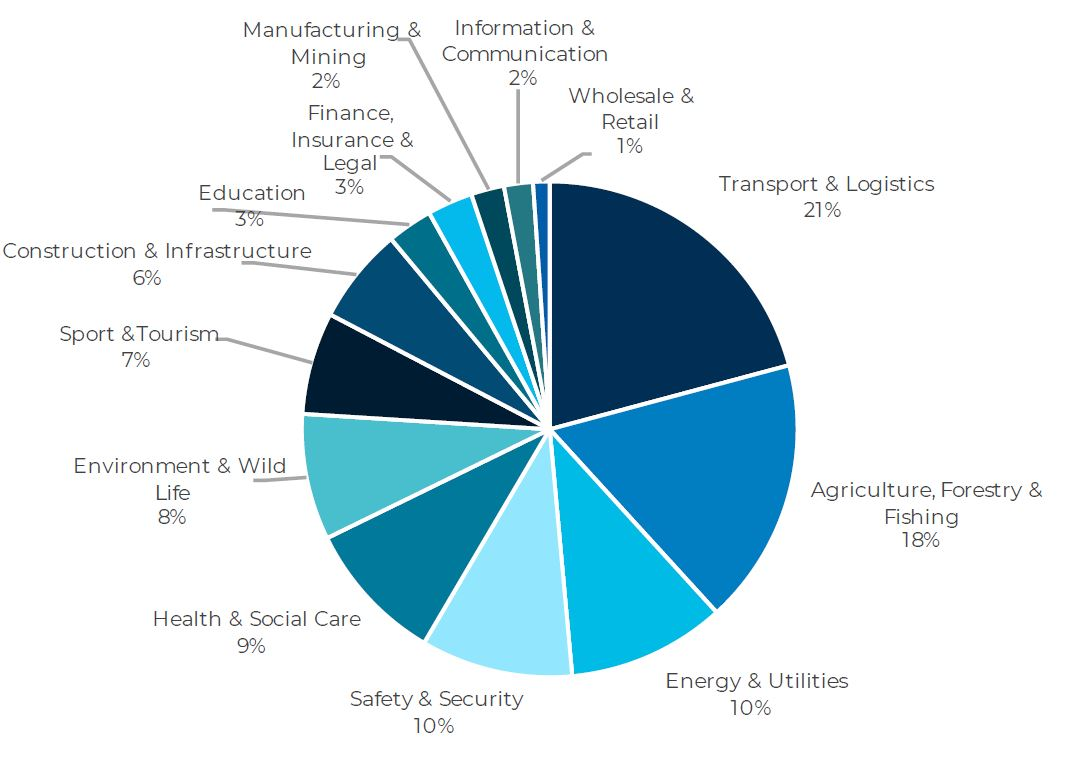 Manufacturing &
Mining
2%
Information &
Communication
2%
Wholesale &
Retail
1%
Finance,
Insurance &
Legal
3%
Education
3%
Construction & Infrastructure
6%
Sport &Tourism
7%
Environment & Wild
Life
8%
Health & Social Care
9%
Safety & Security
10%
Energy & Utilities
10%
Agriculture, Forestry &
Fishing
18%
Transport & Logistics
21%